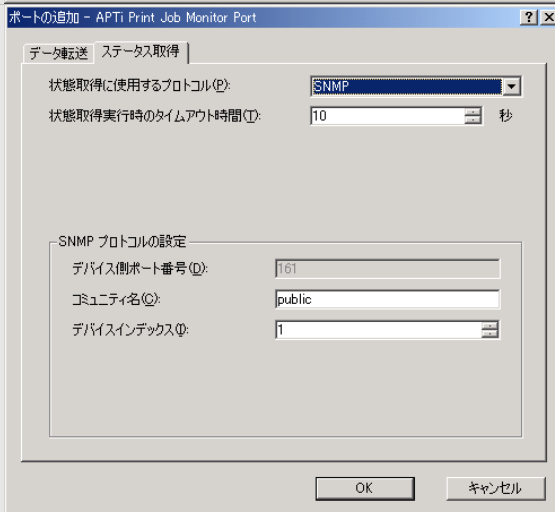 ポートの追加 - APTi Print Job Monitor Port
データ転送 ステータス取得
状態取得に使用するプロトコル(P): SNMP
状態取得実行時のタイムアウト時間(T): 10 秒
SNMP プロトコルの設定
デバイス側ポート番号(D): 161
コミュニティ名(C): public
デバイスインデックス(I): 1
OK キャンセル